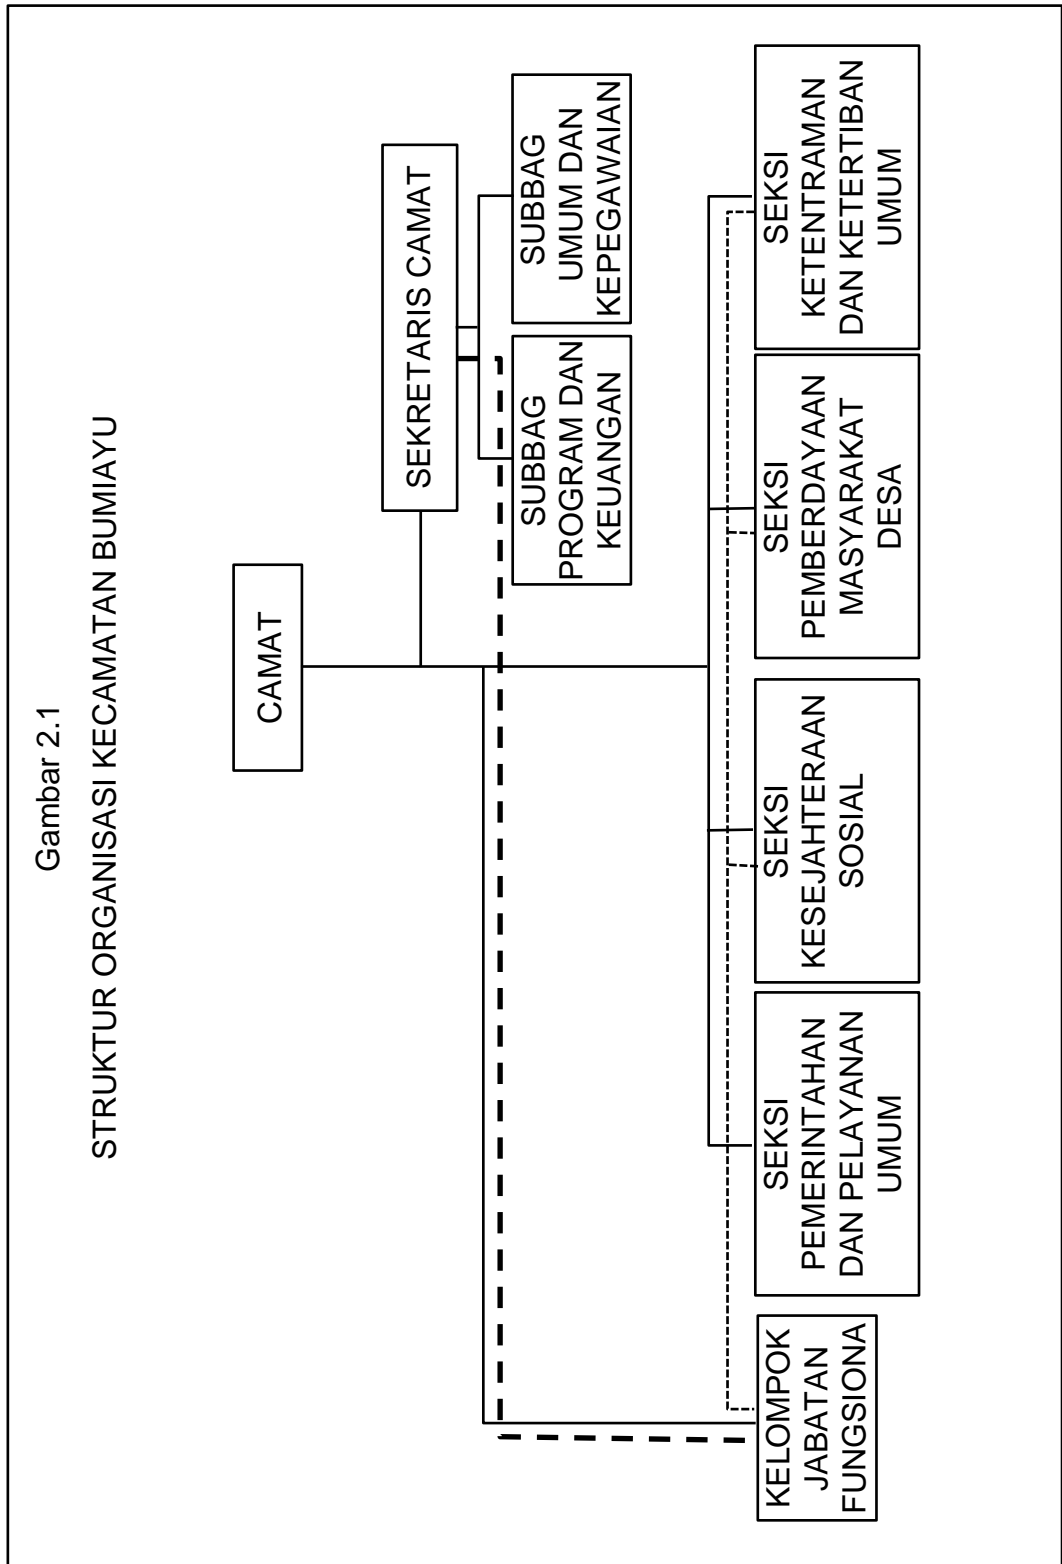 Gambar 2.1
STRUKTUR ORGANISASI KECAMATAN BUMIAYU
CAMAT
SEKRETARIS CAMAT
SUBBAG
PROGRAM DAN
KEUANGAN
SUBBAG
UMUM DAN
KEPEGAWAIAN
KELOMPOK
JABATAN
FUNGSIONA
SEKSI
PEMERINTAHAN
DAN PELAYANAN
UMUM
SEKSI
KESEJAHTERAAN
SOSIAL
SEKSI
PEMBERDAYAAN
MASYARAKAT
DESA
SEKSI
KETENTRAMAN
DAN KETERTIBAN
UMUM